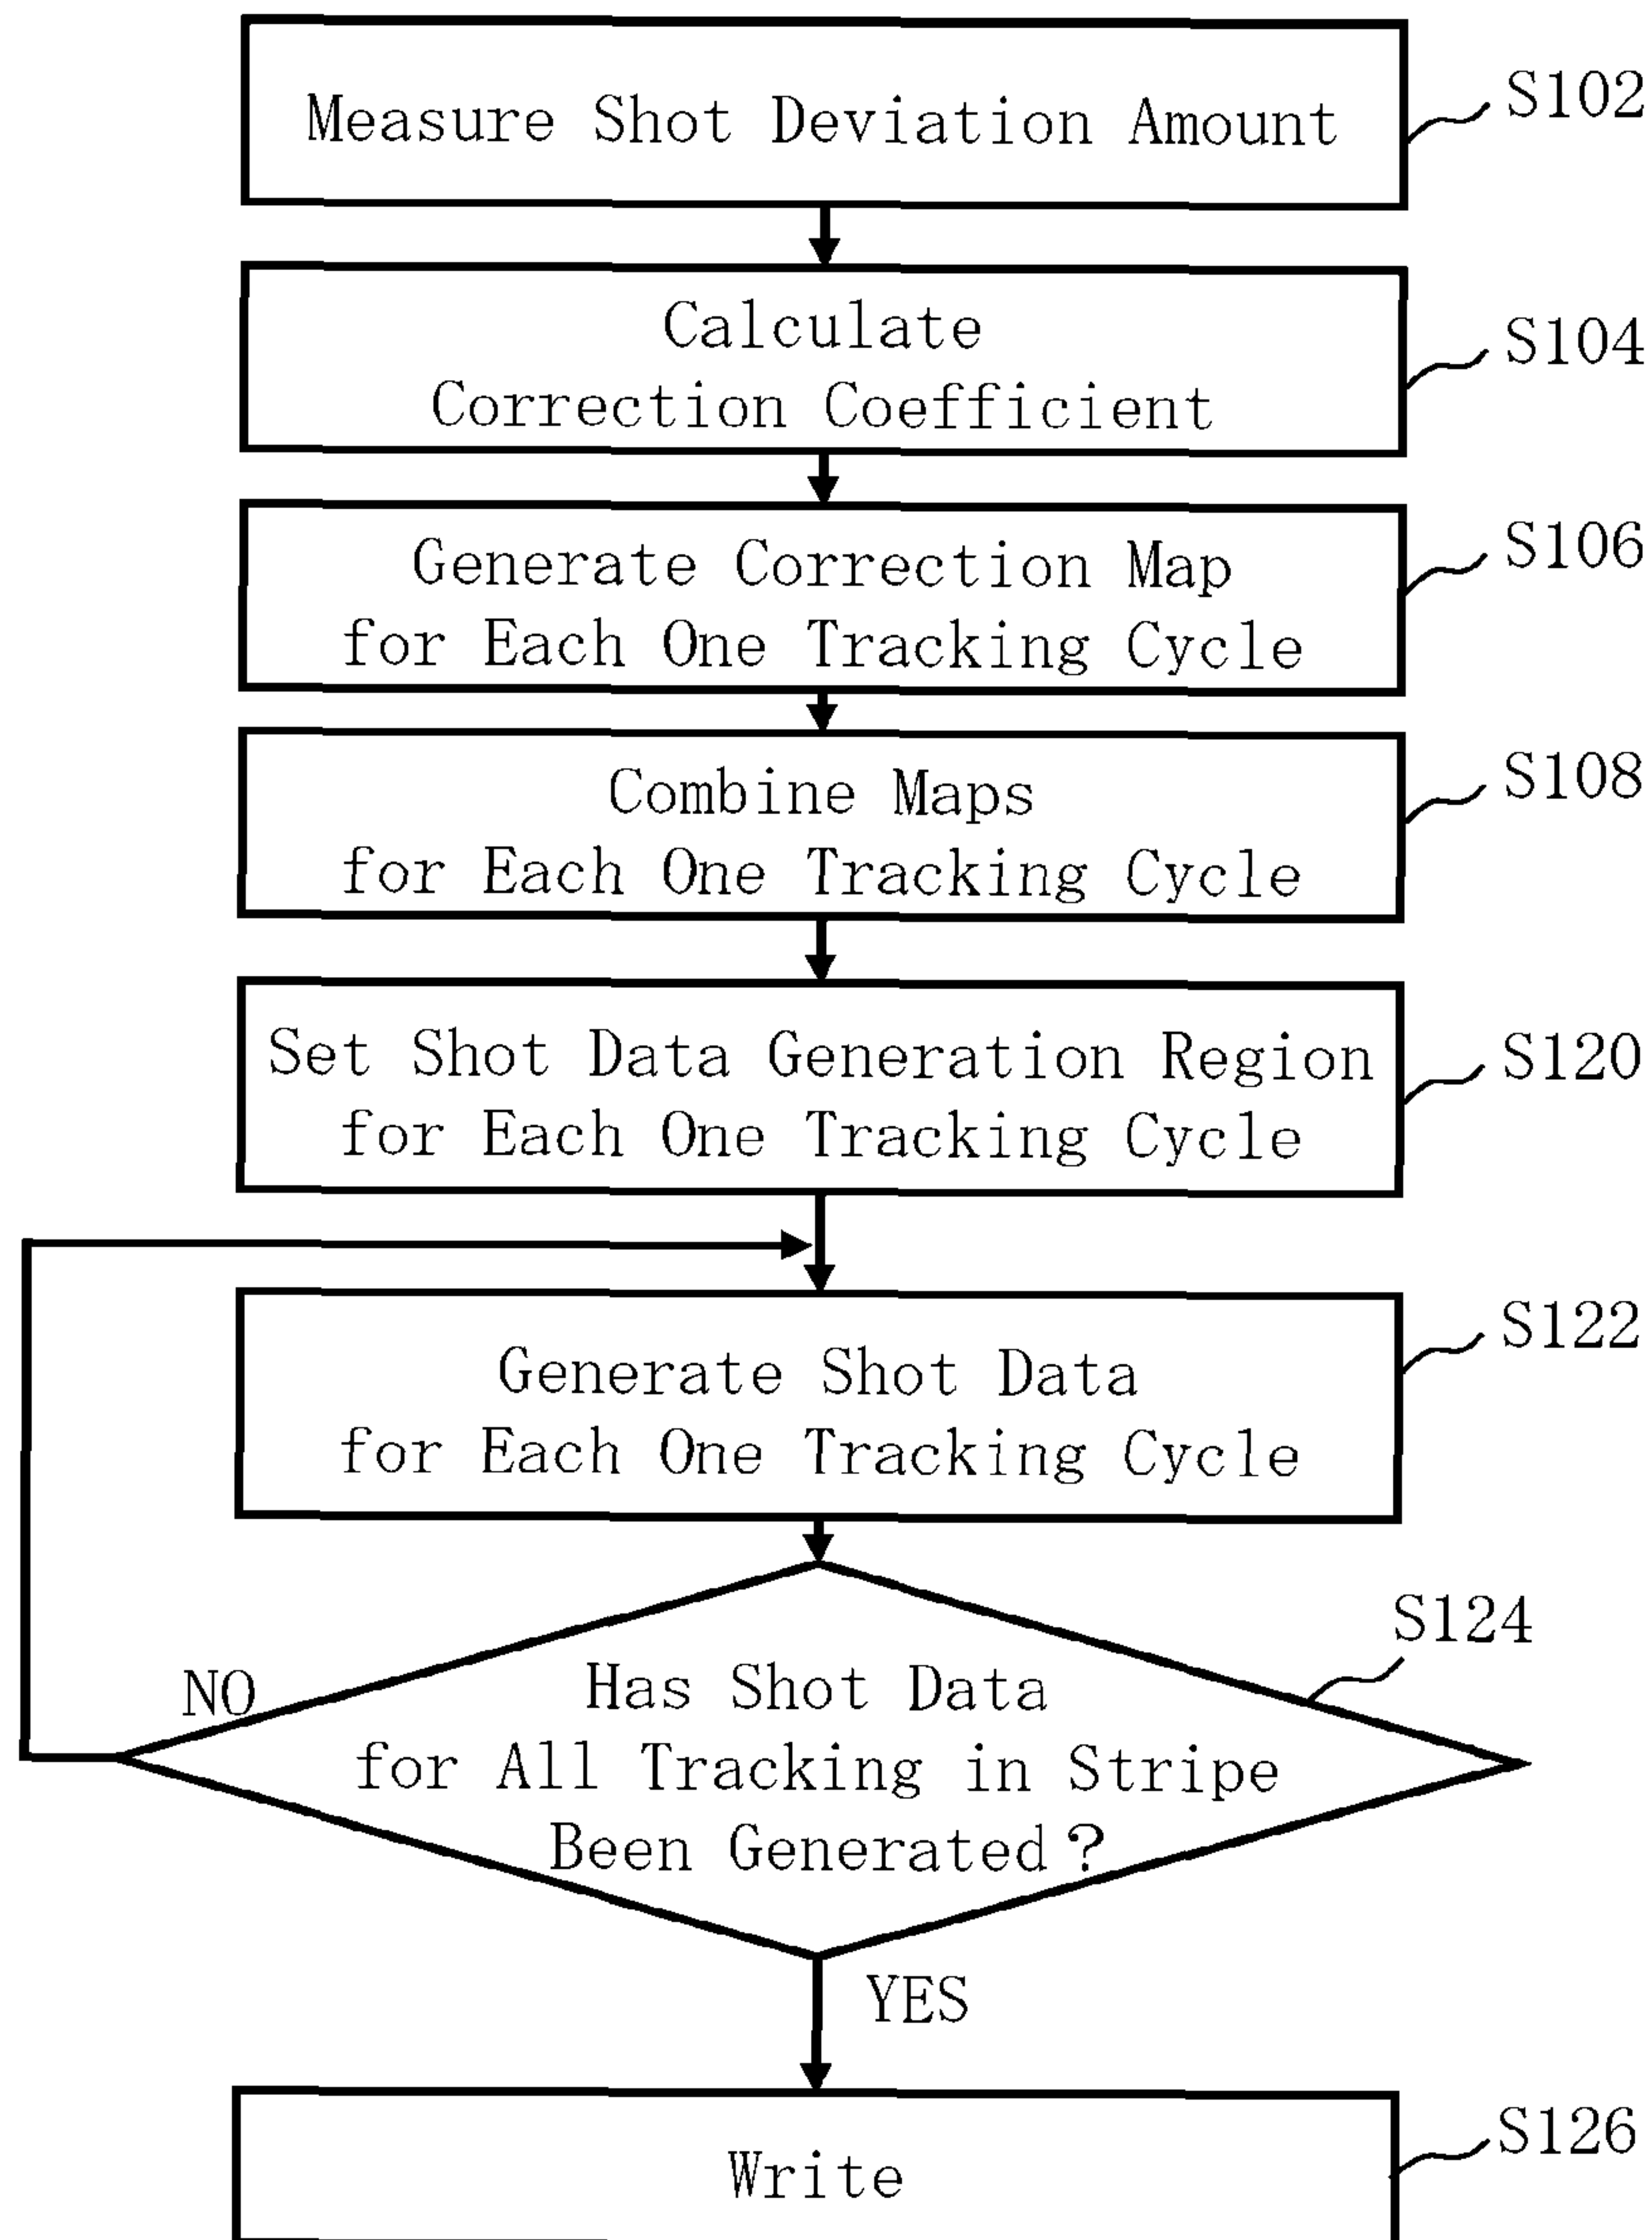 Measure Shot Deviation Amount
S102
Calculate
Correction Coefficient
S104
Generate Correction Map
for Each One Tracking Cycle
S106
Combine Maps
for Each One Tracking Cycle
S108
Set Shot Data Generation Region
for Each One Tracking Cycle
S120
Generate Shot Data
for Each One Tracking Cycle
S122
S124
NO
Has Shot Data
for All Tracking in Stripe
Been Generated?
YES
Write
S126